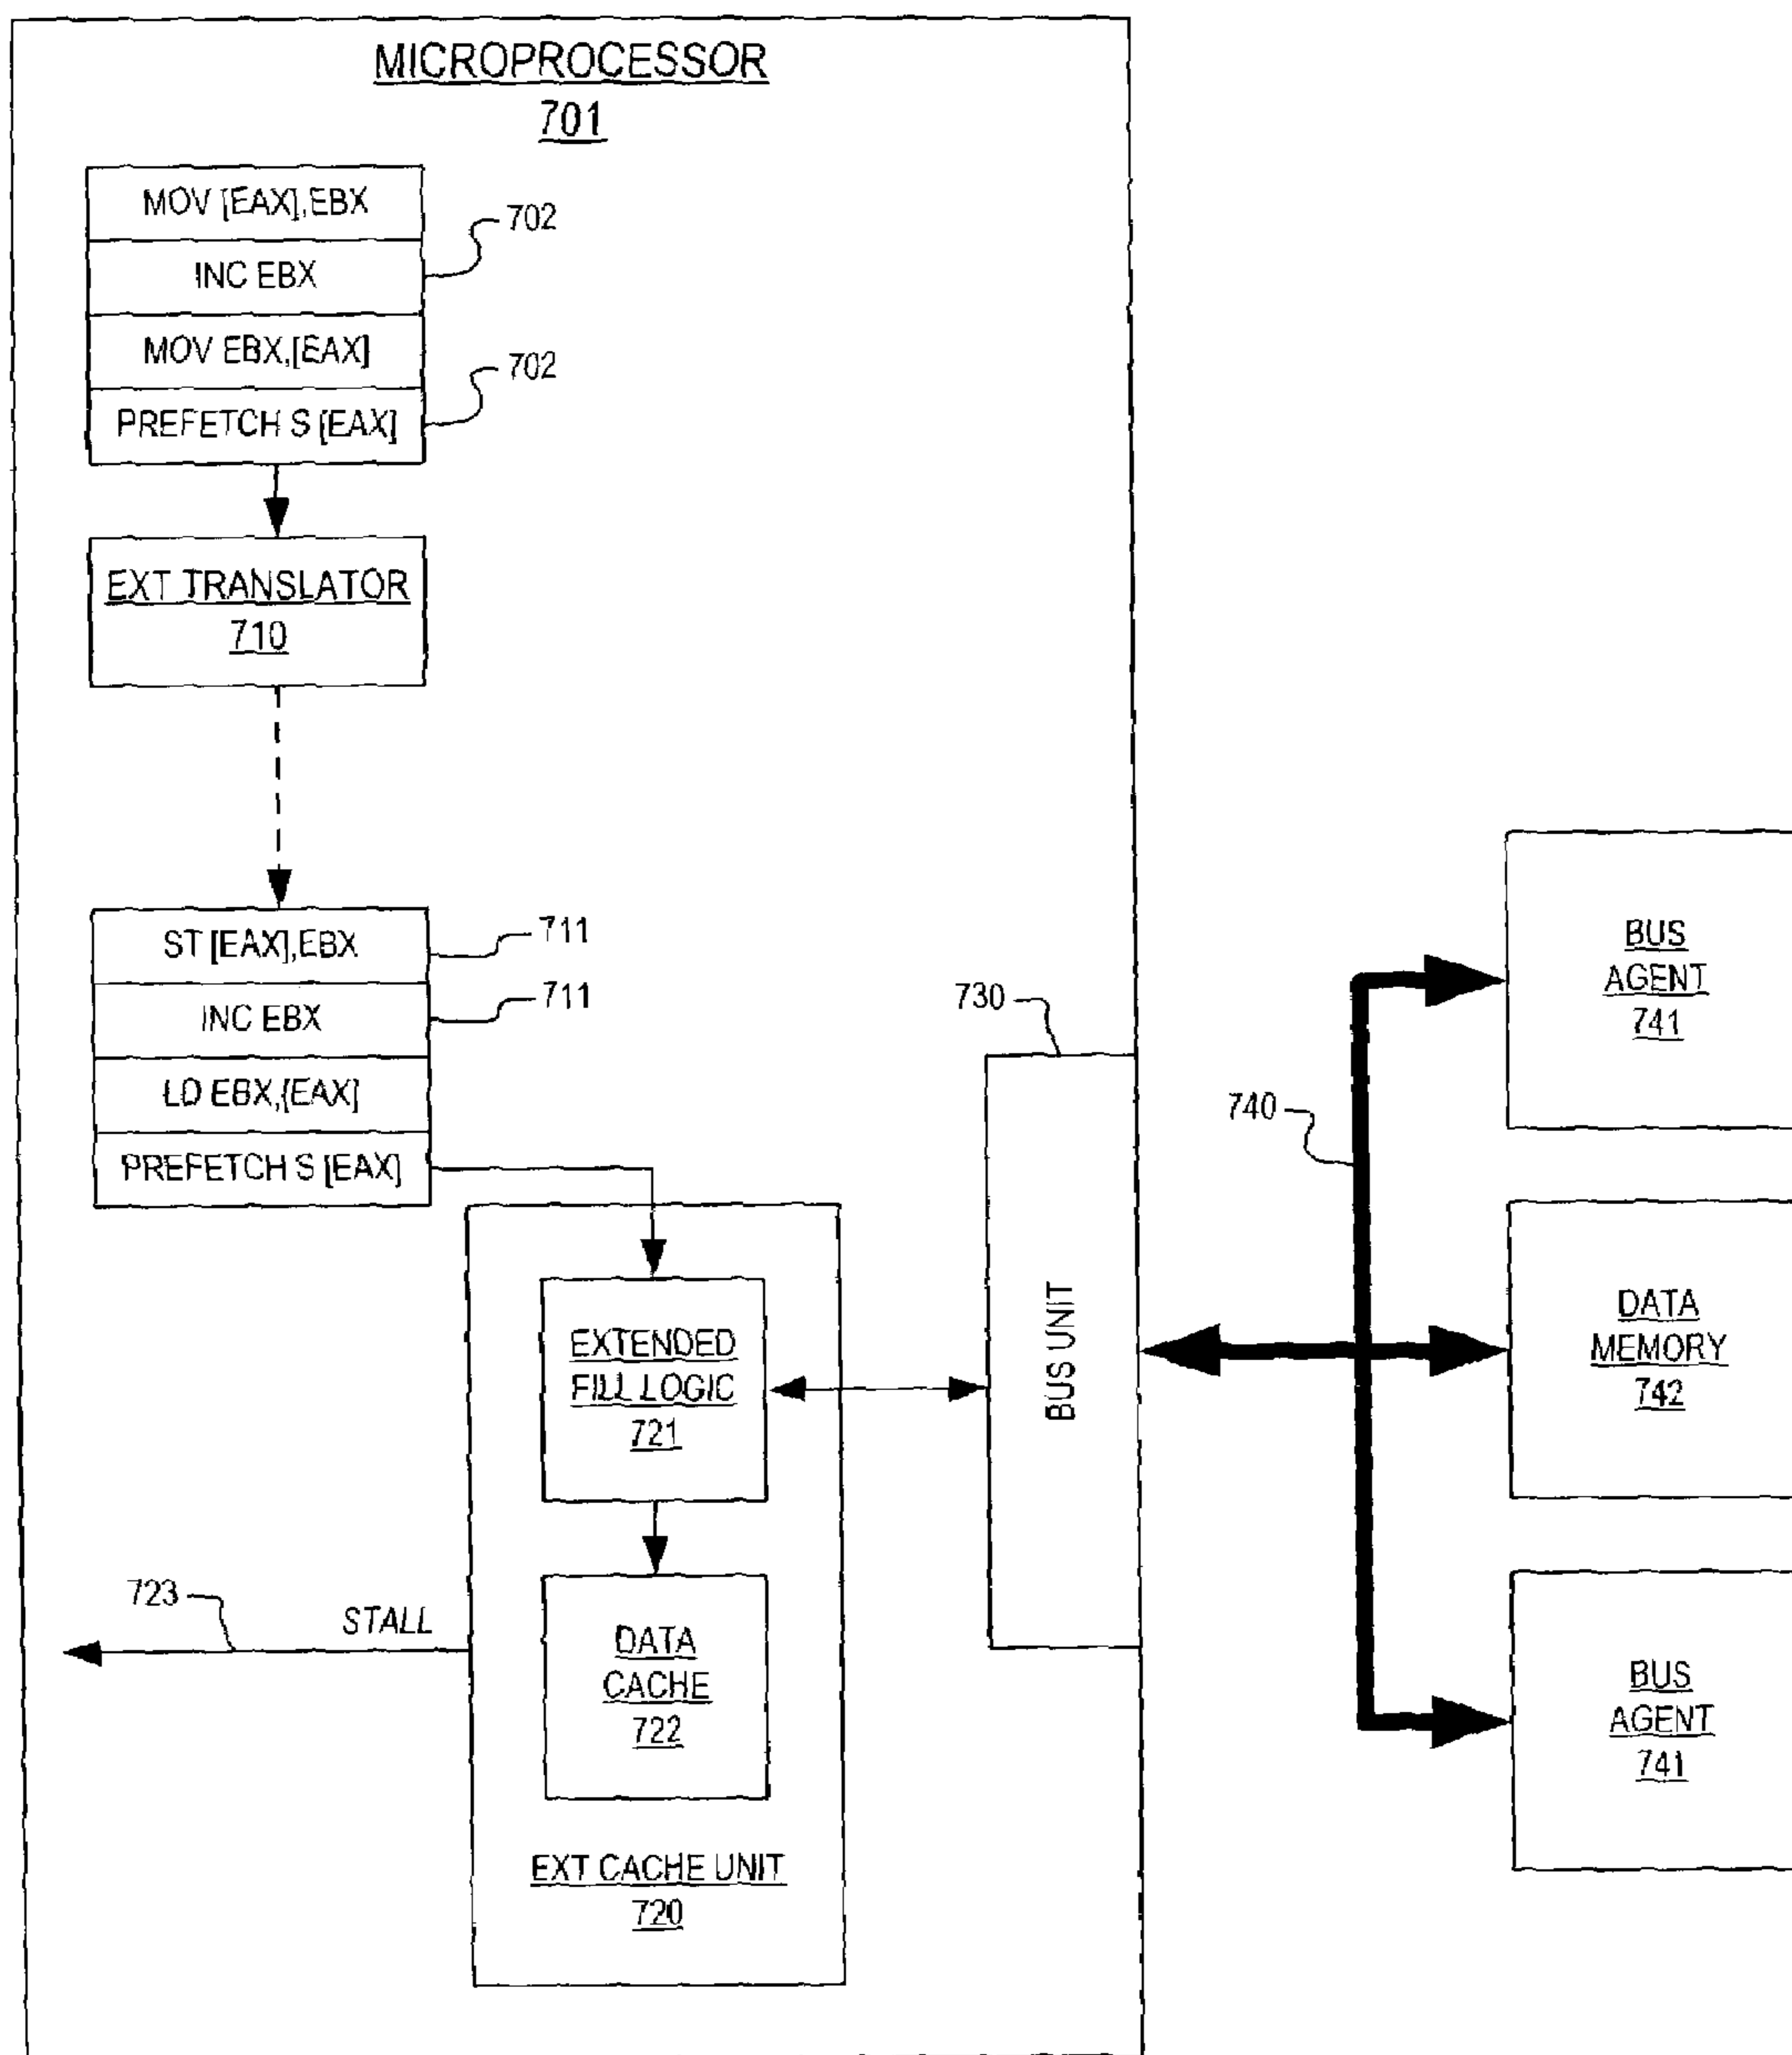 MICROPROCESSOR
701
MOV [EAX],EBX
702
INC EBX
MOV EBX,[EAX]
702
PREFETCH S [EAX]
EXT TRANSLATOR
710
ST [EAX],EBX
711
INC EBX
711
LD EBX,[EAX]
PREFETCH S [EAX]
EXTENDED
FILL LOGIC
721
DATA
CACHE
722
EXT CACHE UNIT
720
723
STALL
730
BUS UNIT
740
BUS
AGENT
741
DATA
MEMORY
742
BUS
AGENT
741